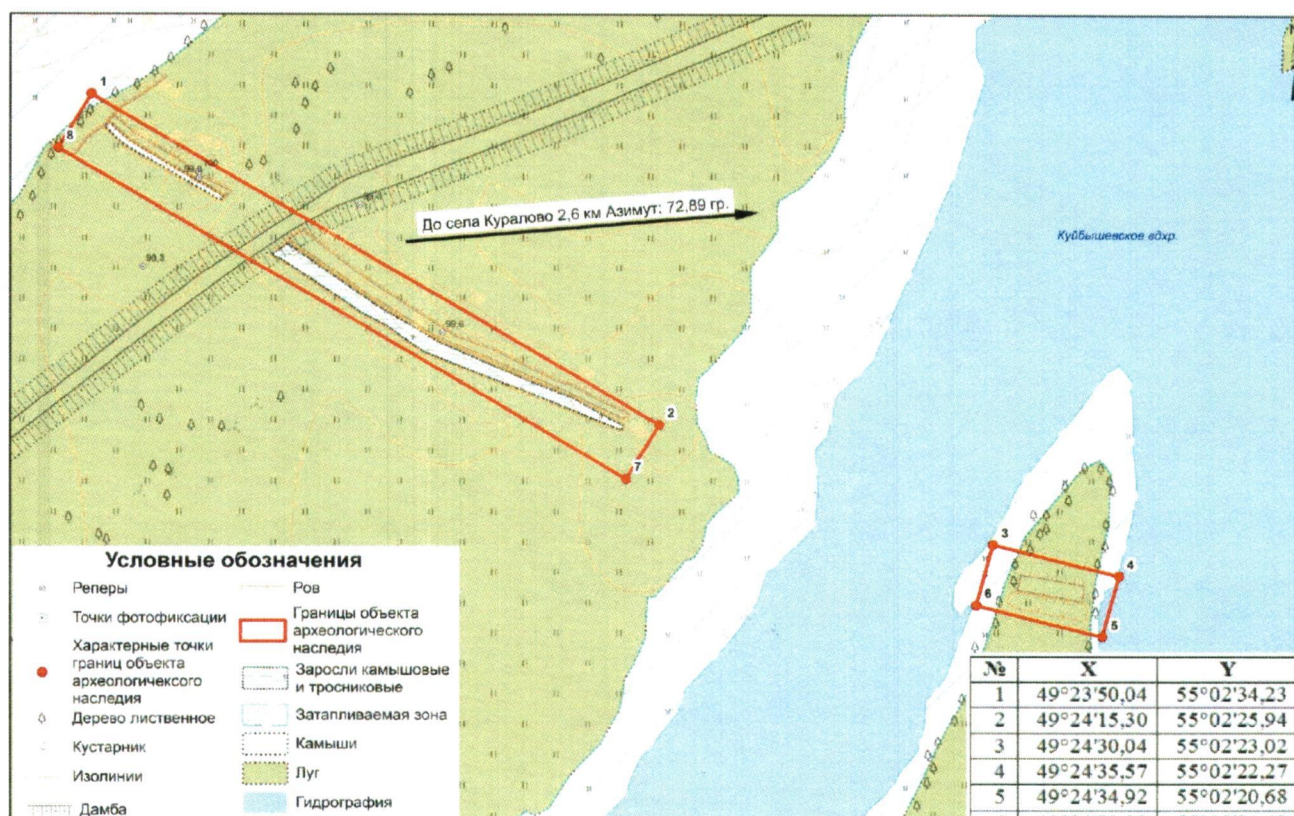 1
8
99,3
99,6
До села Куралово 2,6 км Азимут: 72,89 гр.
Куйбышевское вдхр.
2
7
3
4
6
5
Условные обозначения
Реперы
Точки фотофиксации
Характерные точки
границ объекта
археологичексого
наследия
Дерево лиственное
Кустарник
Изолинии
Дамба
Ров
Границы объекта
археологического
наследия
Заросли камышовые
и тросниковые
Затапливаемая зона
Камыши
Луг
Гидрография
№ X Y
1 49°23'50,04 55°02'34,23
2 49°24'15,30 55°02'25,94
3 49°24'30,04 55°02'23,02
4 49°24'35,57 55°02'22,27
5 49°24'34,92 55°02'20,68